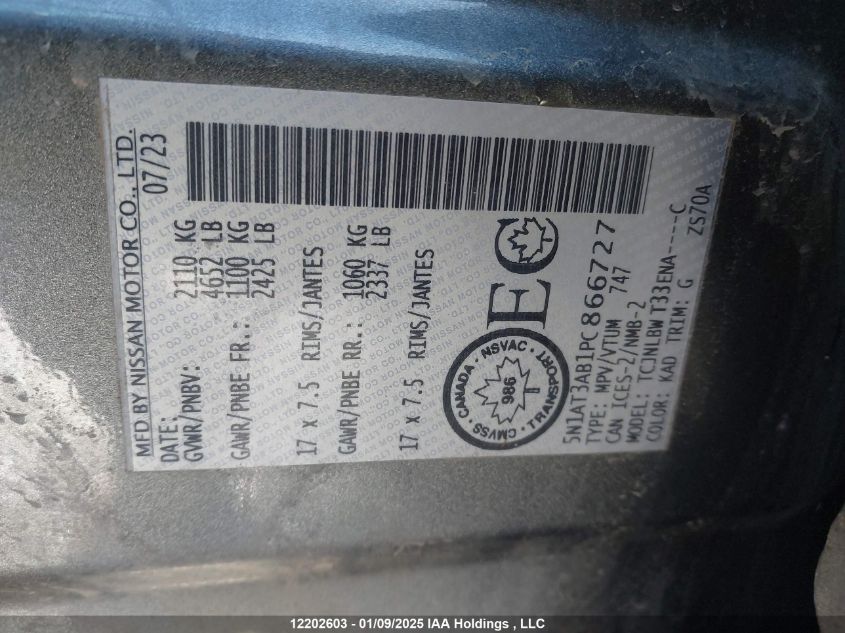 MFD BY NISSAN MOTOR CO., LTD.
DATE: 07/23
GVWR/PNBV: 2110 KG
4652 LB
GAWR/PNBE FR.: 1100 KG
2425 LB
17 x 7.5 RIMS/JANTES
GAWR/PNBE RR.: 1060 KG
2337 LB
17 x 7.5 RIMS/JANTES
CANADA · NSVAC · TRANSPORT · CMVSS ·
986
EC
5N1AT3AB1PC866727
TYPE: MPV/VTUM 747
CAN ICES-2/NMB-2
MODEL: TCJNLBW T33ENA----C
COLOR: KAD TRIM: G ZS70A
12202603 - 01/09/2025 IAA Holdings , LLC